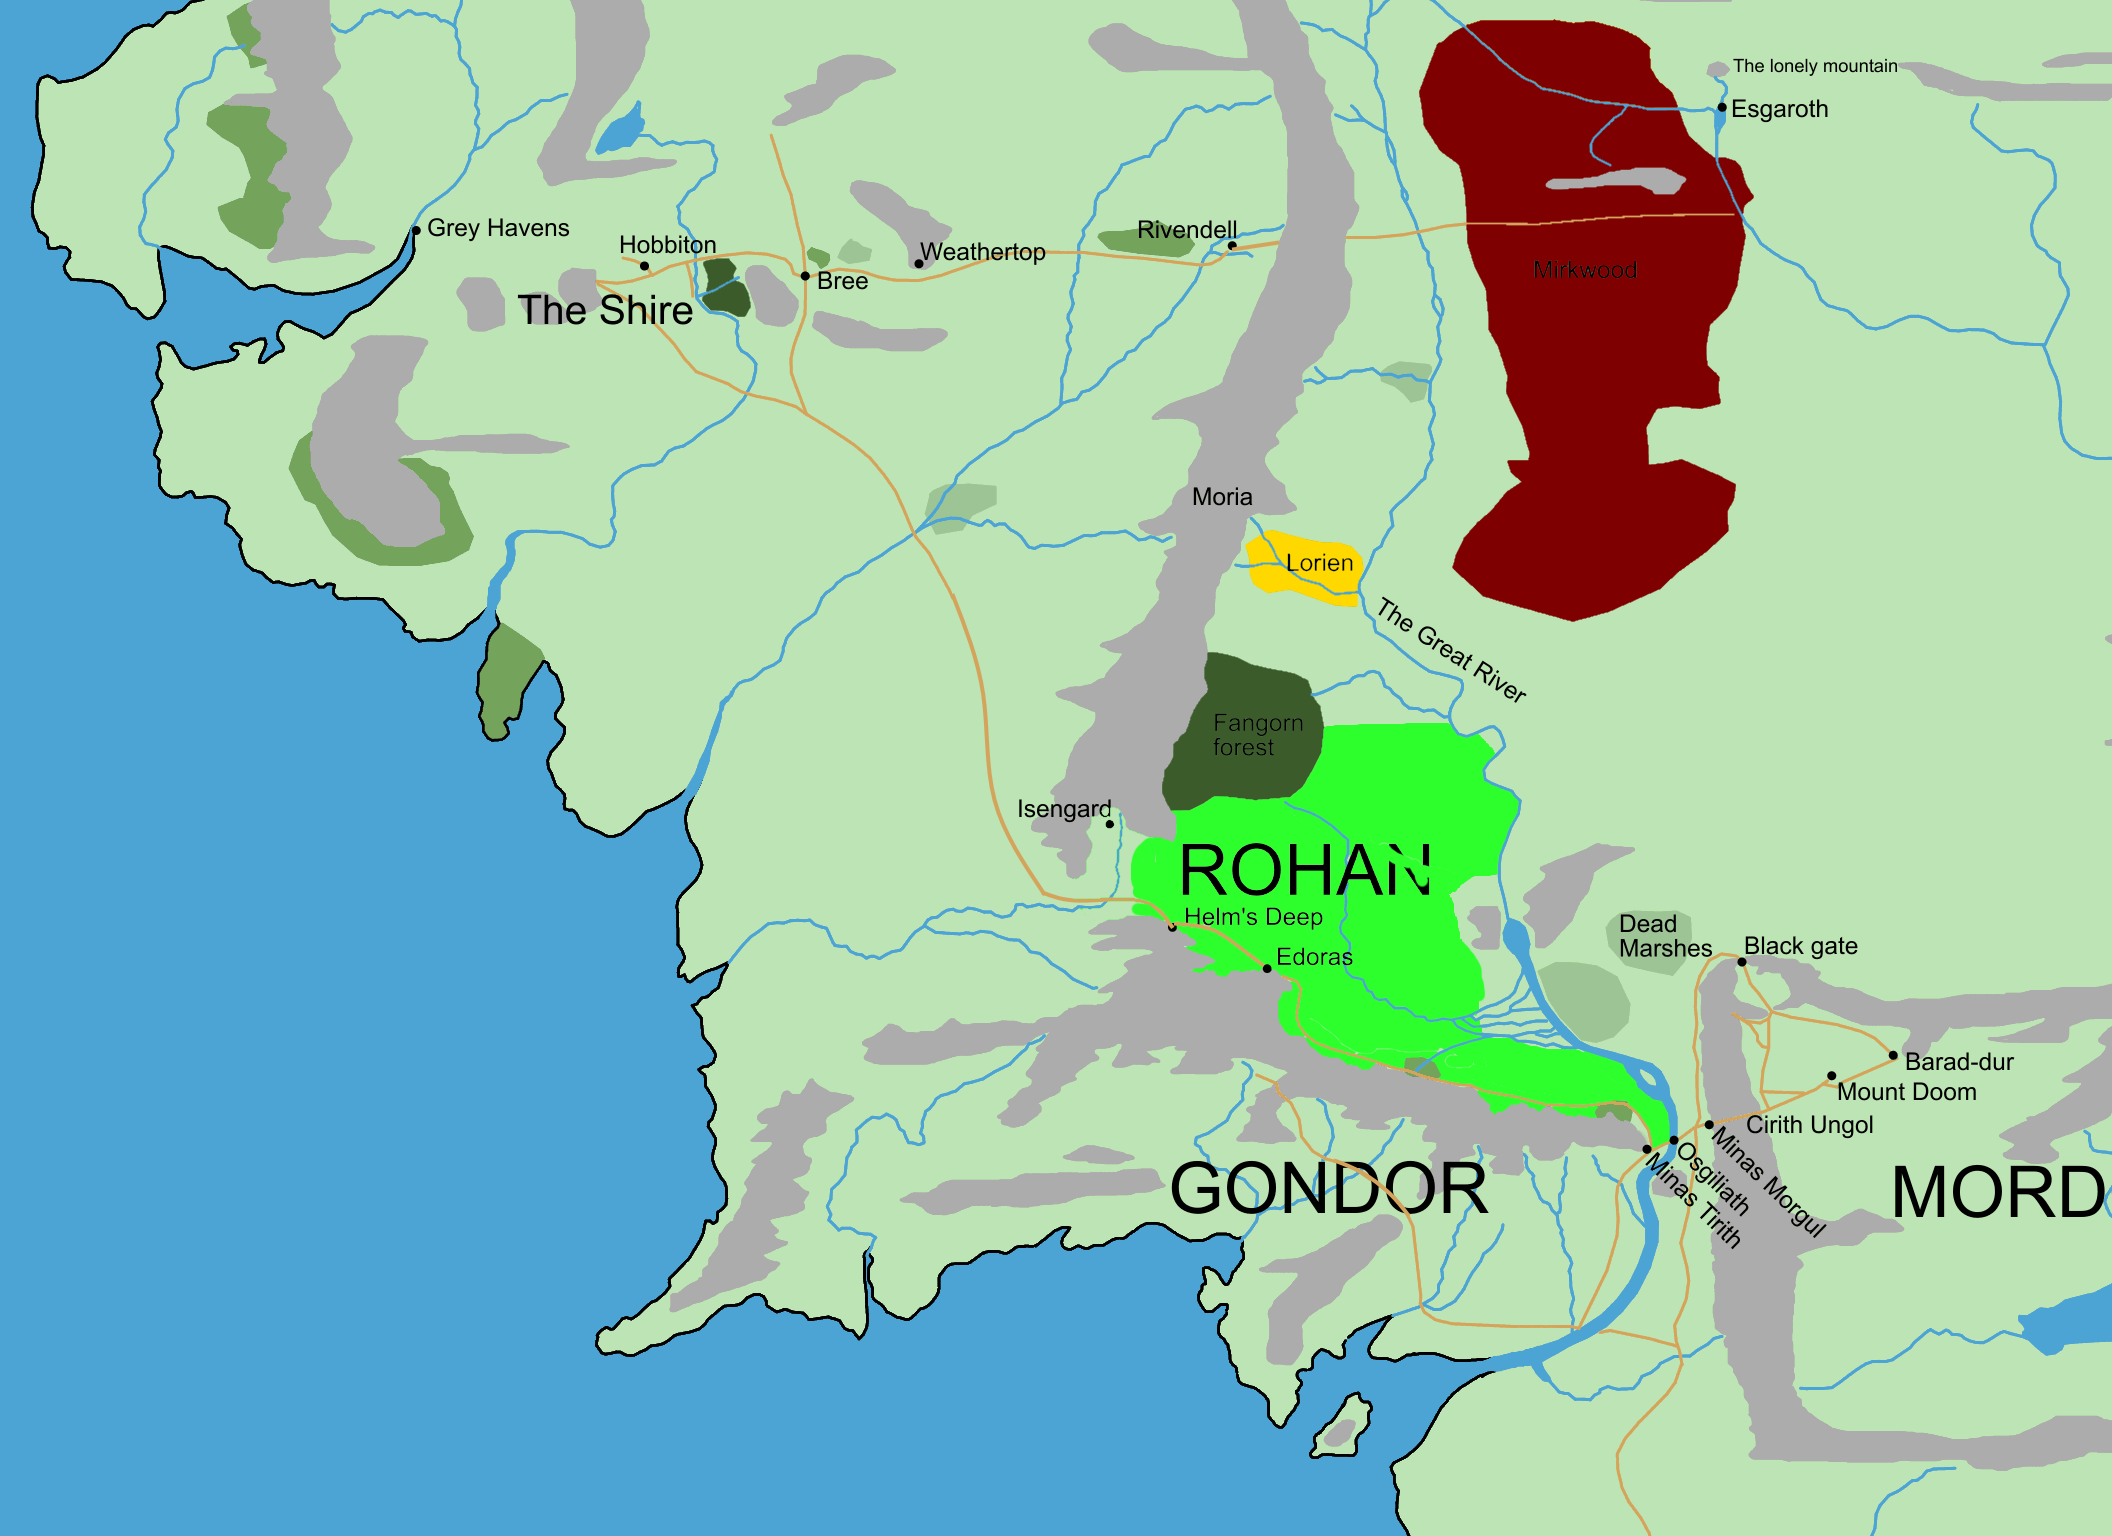 The lonely mountain
Esgaroth
Grey Havens
Hobbiton
Rivendell
Weathertop
Bree
Mirkwood
The Shire
Moria
Lorien
The Great River
Fangorn
forest
Isengard
ROHAN
Helm's Deep
Edoras
Dead
Marshes
Black gate
Barad-dur
Mount Doom
Cirith Ungol
Minas Morgul
Osgiliath
Minas Tirith
GONDOR
MORD